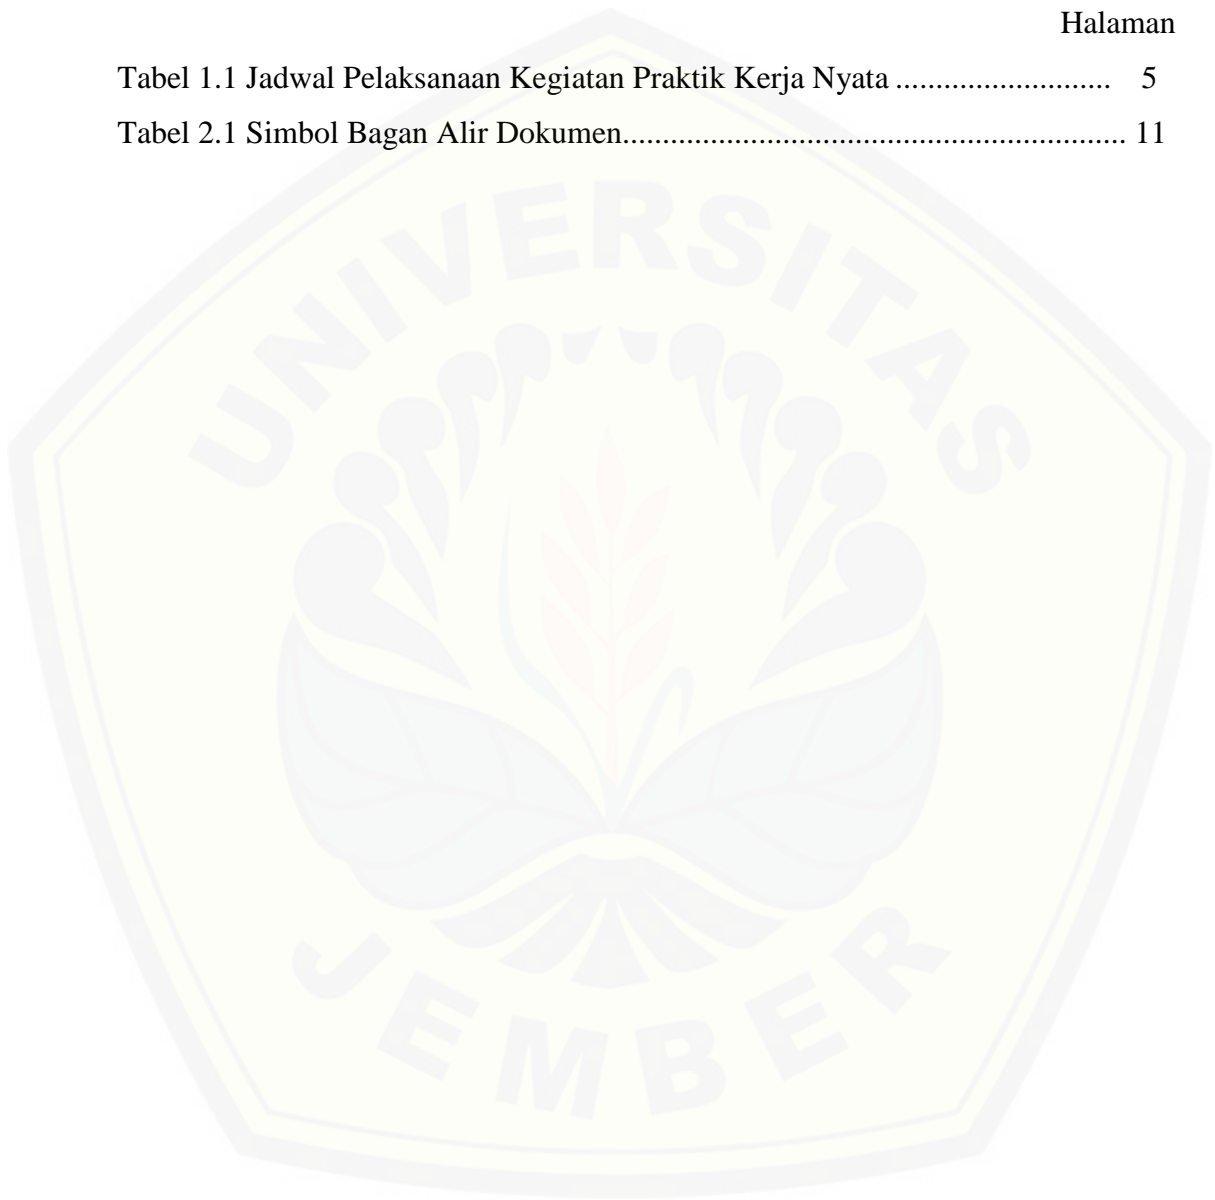 Halaman
Tabel 1.1 Jadwal Pelaksanaan Kegiatan Praktik Kerja Nyata ........................... 5
Tabel 2.1 Simbol Bagan Alir Dokumen............................................................... 11
UNIVERSITAS
JEMBER